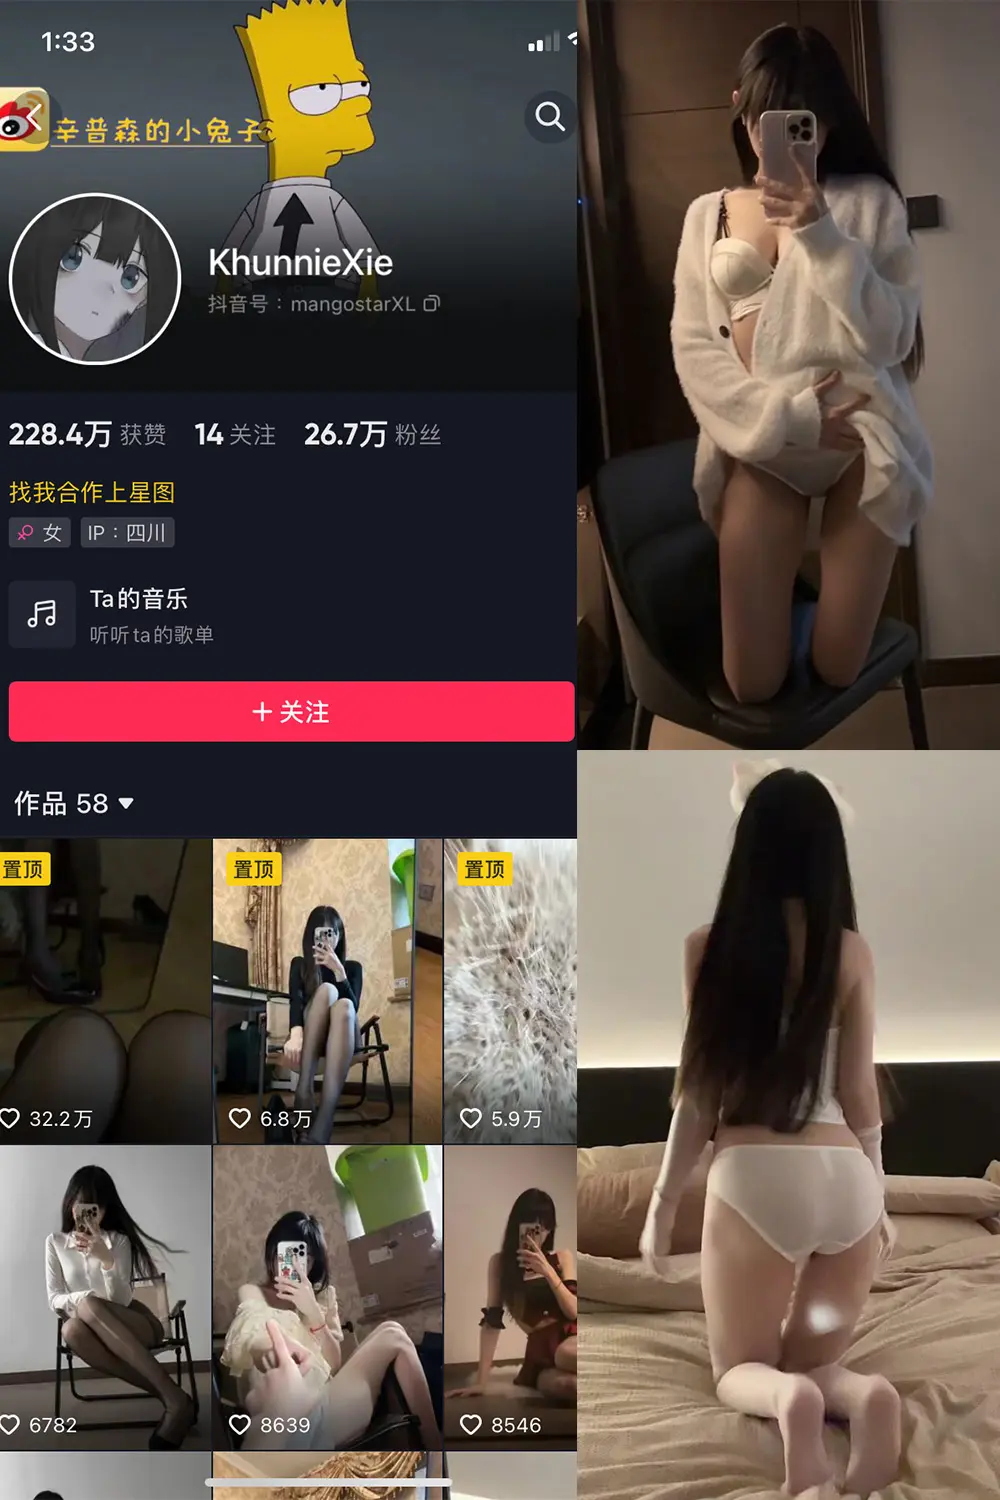 1:33
辛普森的小兔子
KhunnieXie
抖音号：mangostarXL
228.4万 获赞 14 关注 26.7万 粉丝
找我合作上星图
女 IP：四川
Ta的音乐
听听ta的歌单
+ 关注
作品 58
置顶 置顶 置顶
32.2万 6.8万 5.9万
6782 8639 8546